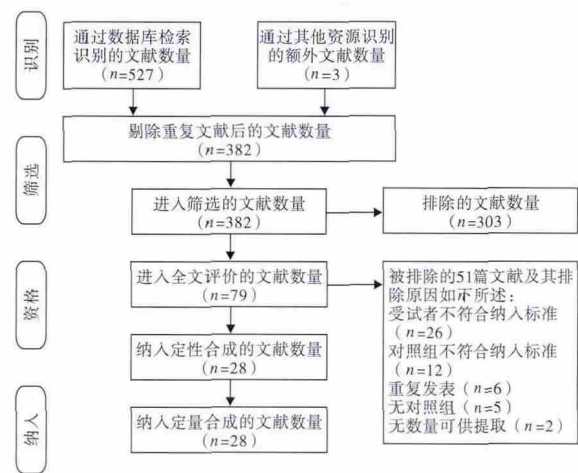 识别
通过数据库检索
识别的文献数量
（n=527）
通过其他资源识别
的额外文献数量
（n=3）
剔除重复文献后的文献数量
（n=382）
筛选
进入筛选的文献数量
（n=382）
排除的文献数量
（n=303）
资格
进入全文评价的文献数量
（n=79）
被排除的51篇文献及其排
除原因如下所述：
受试者不符合纳入标准
（n=26）
对照组不符合纳入标准
（n=12）
重复发表（n=6）
无对照组（n=5）
无数量可供提取（n=2）
纳入定性合成的文献数量
（n=28）
纳人
纳入定量合成的文献数量
（n=28）